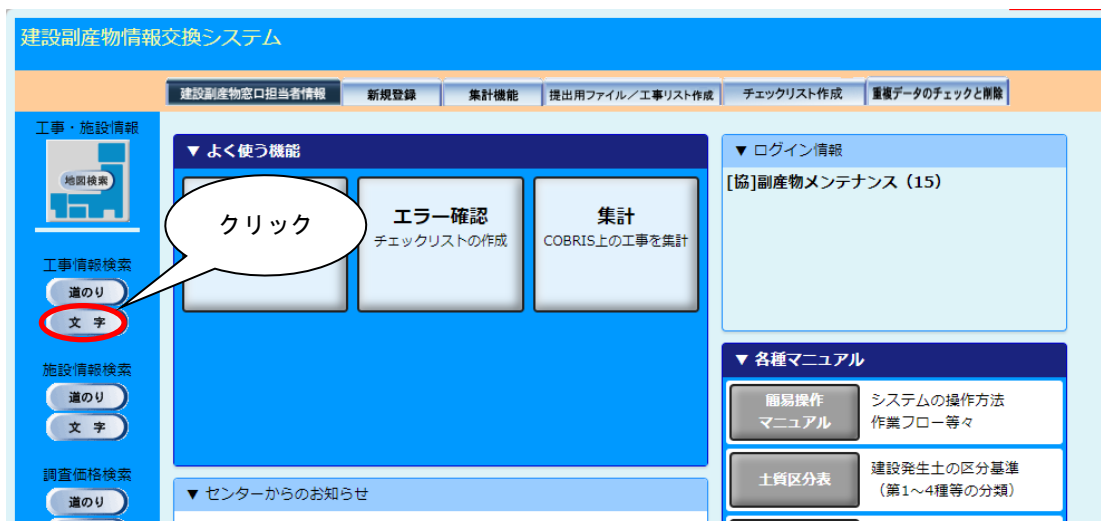 建設副産物情報交換システム
建設副産物窓口担当者情報 新規登録 集計機能 提出用ファイル／工事リスト作成 チェックリスト作成 重複データのチェックと削除
工事・施設情報
地図検索
工事情報検索
道のり
文 字
施設情報検索
道のり
文 字
調査価格検索
道のり
▼ よく使う機能
クリック
エラー確認
チェックリストの作成
集計
COBRIS上の工事を集計
▼ センターからのお知らせ
▼ ログイン情報
[協]副産物メンテナンス（15）
▼ 各種マニュアル
簡易操作
マニュアル
システムの操作方法
作業フロー等々
土質区分表
建設発生土の区分基準
（第1～4種等の分類）